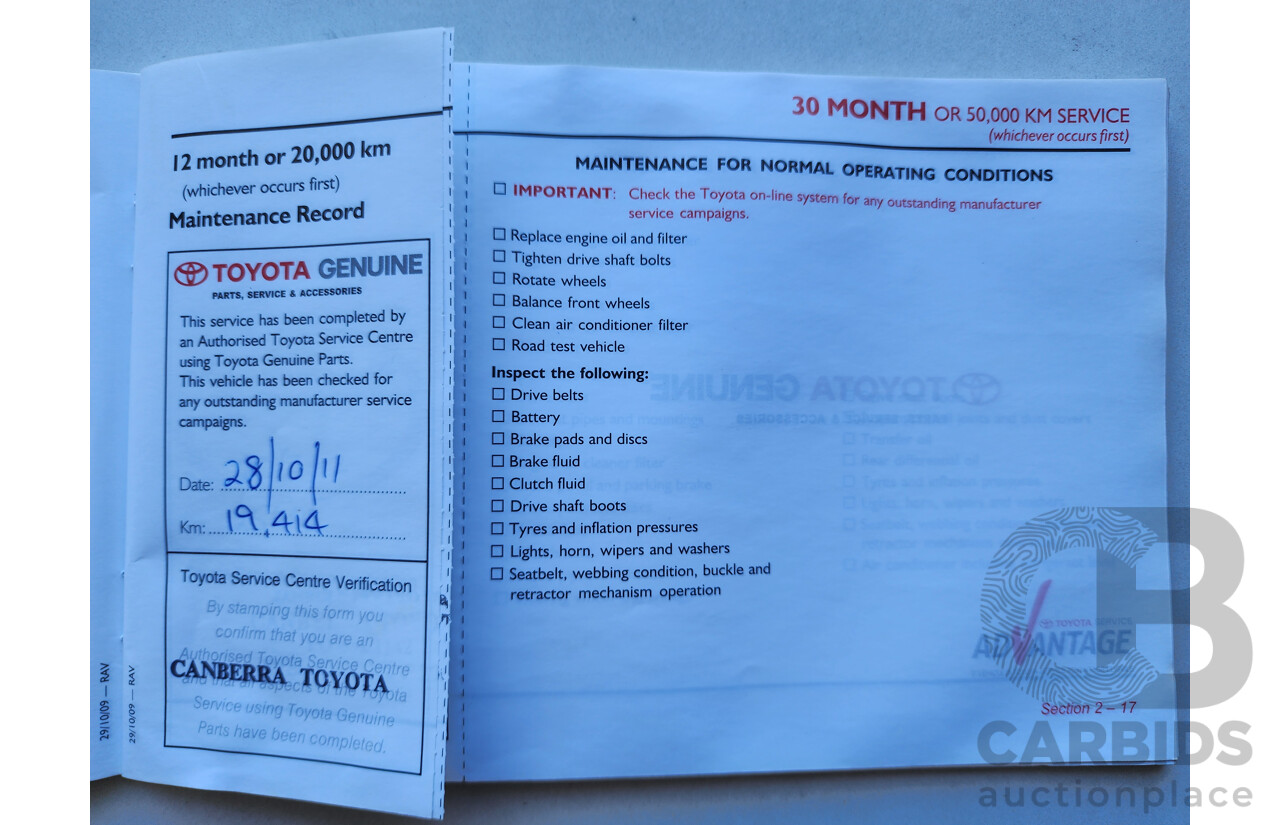 12 month or 20,000 km
(whichever occurs first)
Maintenance Record
TOYOTA GENUINE
PARTS, SERVICE & ACCESSORIES
This service has been completed by
an Authorised Toyota Service Centre
using Toyota Genuine Parts.
This vehicle has been checked for
any outstanding manufacturer service
campaigns.
Date: 28/10/11
Km: 19,414
Toyota Service Centre Verification
By stamping this form you
confirm that you are an
Authorised Toyota Service Centre
CANBERRA TOYOTA
and that all aspects of the Toyota
Service using Toyota Genuine
Parts have been completed.
29/10/09 — RAV
29/10/09 — RAV
30 MONTH OR 50,000 KM SERVICE
(whichever occurs first)
MAINTENANCE FOR NORMAL OPERATING CONDITIONS
IMPORTANT: Check the Toyota on-line system for any outstanding manufacturer
service campaigns.
Replace engine oil and filter
Tighten drive shaft bolts
Rotate wheels
Balance front wheels
Clean air conditioner filter
Road test vehicle
Inspect the following:
Drive belts
Battery
Brake pads and discs
Brake fluid
Clutch fluid
Drive shaft boots
Tyres and inflation pressures
Lights, horn, wipers and washers
Seatbelt, webbing condition, buckle and
retractor mechanism operation
TOYOTA SERVICE
ADVANTAGE
Section 2 – 17
CB
CARBIDS
auctionplace